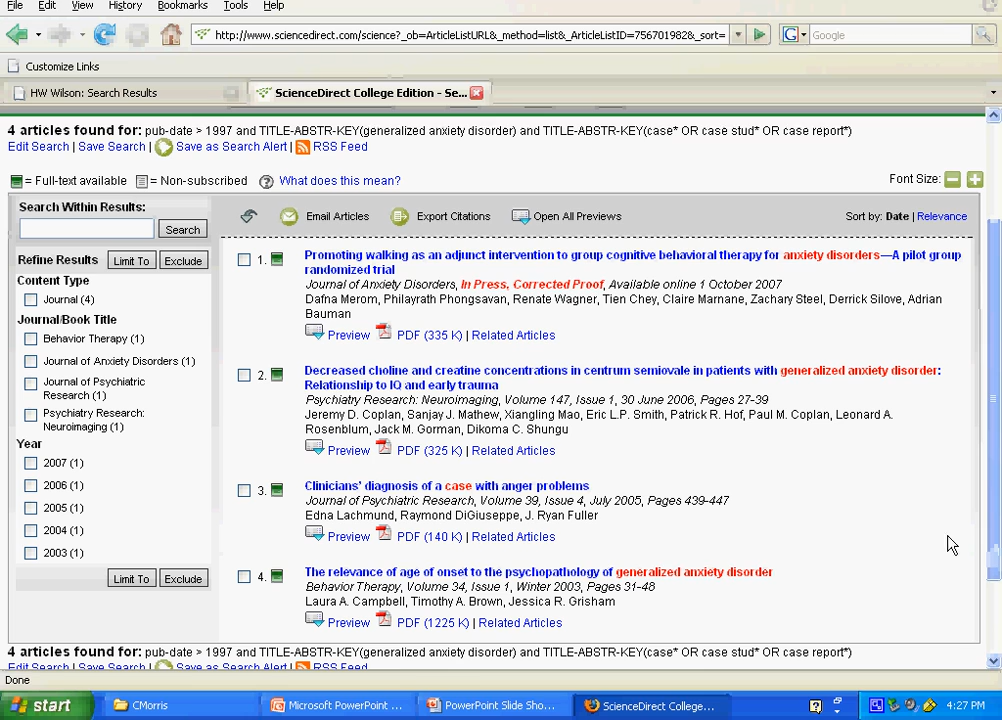 File Edit View History Bookmarks Tools Help
http://www.sciencedirect.com/science?_ob=ArticleListURL&_method=list&_ArticleListID=756701982&_sort=
Google
Customize Links
HW Wilson: Search Results
ScienceDirect College Edition - Se...
4 articles found for: pub-date > 1997 and TITLE-ABSTR-KEY(generalized anxiety disorder) and TITLE-ABSTR-KEY(case* OR case stud* OR case report*)
Edit Search | Save Search | Save as Search Alert | RSS Feed
= Full-text available = Non-subscribed What does this mean?
Font Size:
Search Within Results:
Search
Refine Results Limit To Exclude
Content Type
Journal (4)
Journal/Book Title
Behavior Therapy (1)
Journal of Anxiety Disorders (1)
Journal of Psychiatric
Research (1)
Psychiatry Research:
Neuroimaging (1)
Year
2007 (1)
2006 (1)
2005 (1)
2004 (1)
2003 (1)
Limit To Exclude
Email Articles Export Citations Open All Previews
Sort by: Date | Relevance
1. Promoting walking as an adjunct intervention to group cognitive behavioral therapy for anxiety disorders—A pilot group
randomized trial
Journal of Anxiety Disorders, In Press, Corrected Proof, Available online 1 October 2007
Dafna Merom, Philayrath Phongsavan, Renate Wagner, Tien Chey, Claire Marnane, Zachary Steel, Derrick Silove, Adrian
Bauman
Preview PDF (335 K) | Related Articles
2. Decreased choline and creatine concentrations in centrum semiovale in patients with generalized anxiety disorder:
Relationship to IQ and early trauma
Psychiatry Research: Neuroimaging, Volume 147, Issue 1, 30 June 2006, Pages 27-39
Jeremy D. Coplan, Sanjay J. Mathew, Xiangling Mao, Eric L.P. Smith, Patrick R. Hof, Paul M. Coplan, Leonard A.
Rosenblum, Jack M. Gorman, Dikoma C. Shungu
Preview PDF (325 K) | Related Articles
3. Clinicians' diagnosis of a case with anger problems
Journal of Psychiatric Research, Volume 39, Issue 4, July 2005, Pages 439-447
Edna Lachmund, Raymond DiGiuseppe, J. Ryan Fuller
Preview PDF (140 K) | Related Articles
4. The relevance of age of onset to the psychopathology of generalized anxiety disorder
Behavior Therapy, Volume 34, Issue 1, Winter 2003, Pages 31-48
Laura A. Campbell, Timothy A. Brown, Jessica R. Grisham
Preview PDF (1225 K) | Related Articles
4 articles found for: pub-date > 1997 and TITLE-ABSTR-KEY(generalized anxiety disorder) and TITLE-ABSTR-KEY(case* OR case stud* OR case report*)
Edit Search | Save Search | Save as Search Alert | RSS Feed
Done
start CMorris Microsoft PowerPoint ... PowerPoint Slide Sho... ScienceDirect College... 4:27 PM